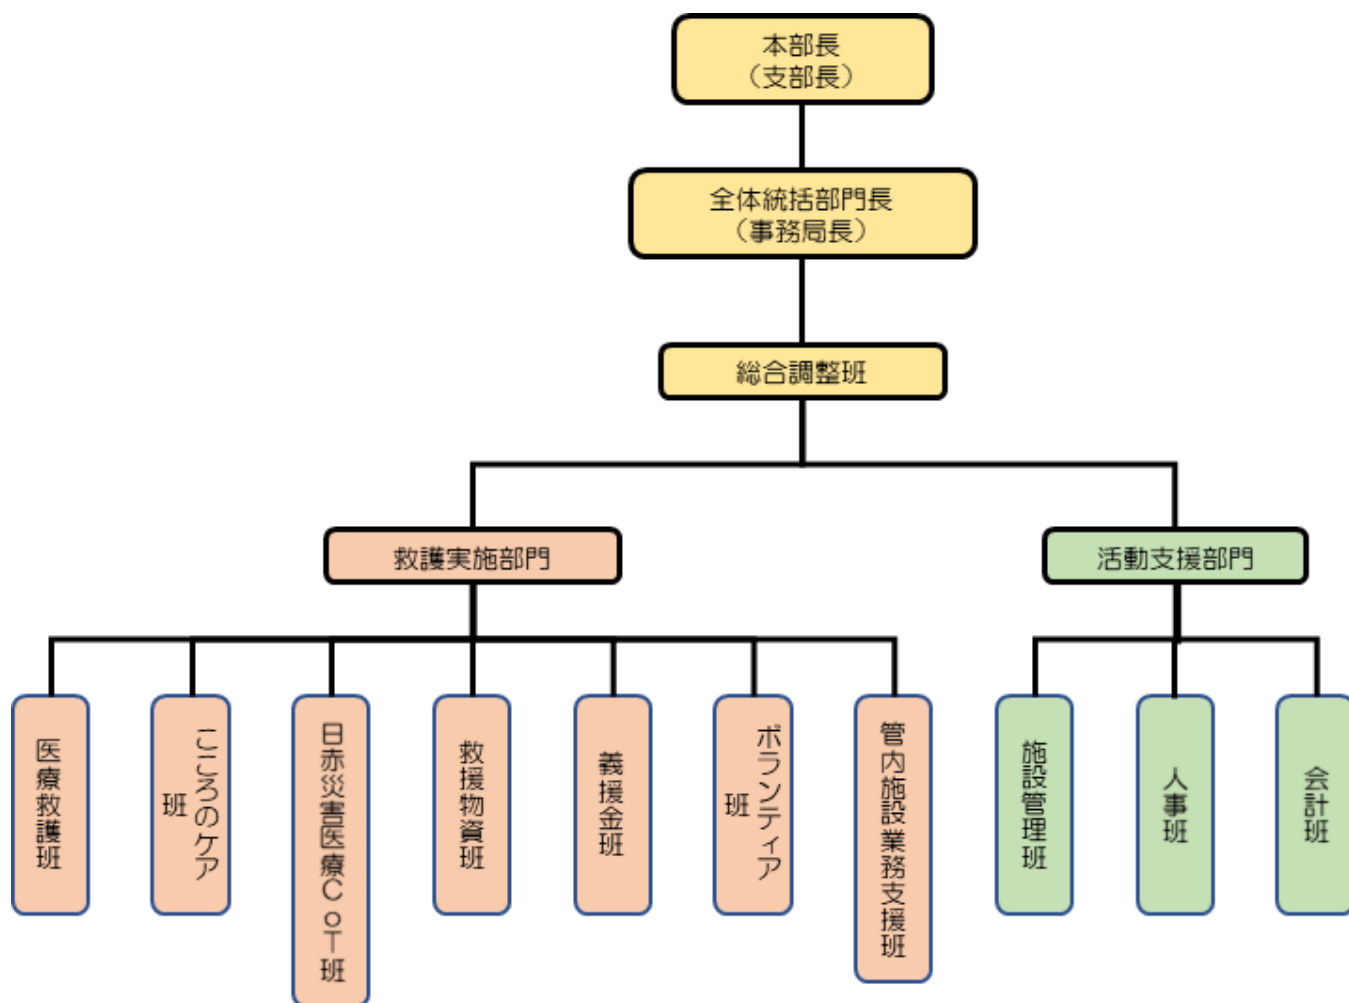 本部長
（支部長）
全体統括部門長
（事務局長）
総合調整班
救護実施部門
活動支援部門
医療救護班
こころのケア
班
日赤災害医療CoT班
救援物資班
義援金班
ボランティア
班
管内施設業務支援班
施設管理班
人事班
会計班